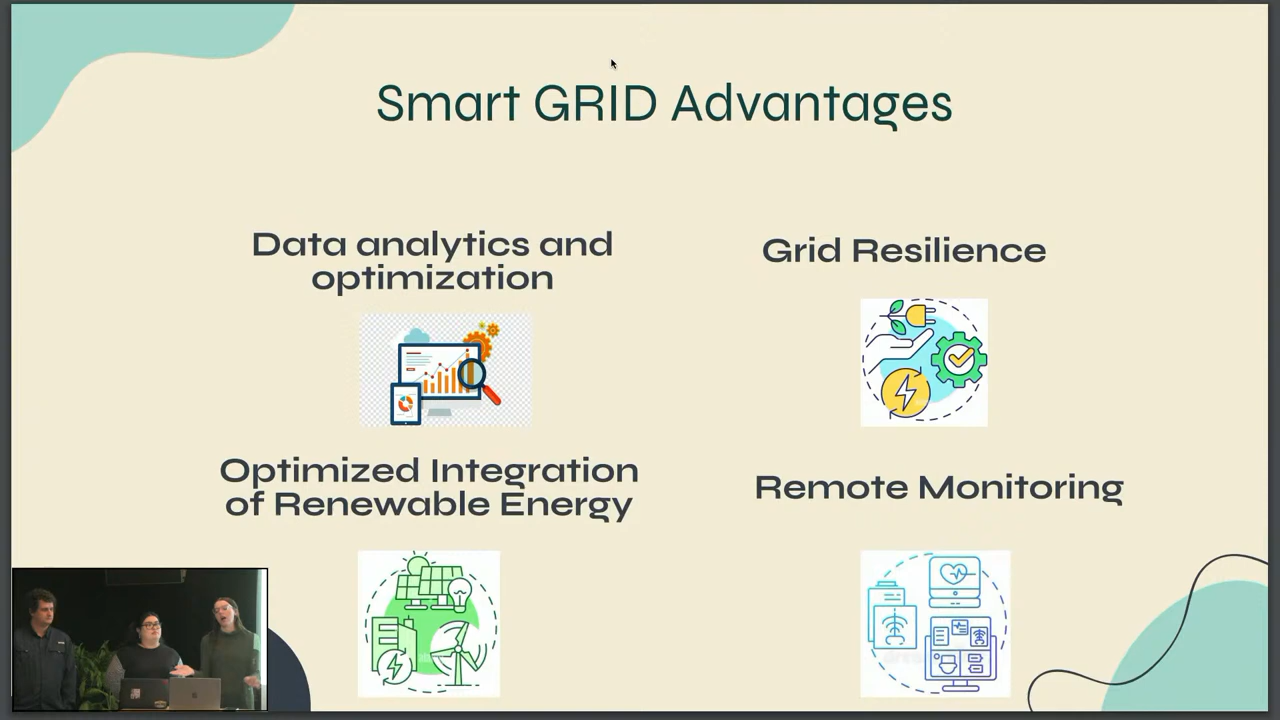 Smart GRID Advantages
Data analytics and
optimization
Grid Resilience
Optimized Integration
of Renewable Energy
Remote Monitoring